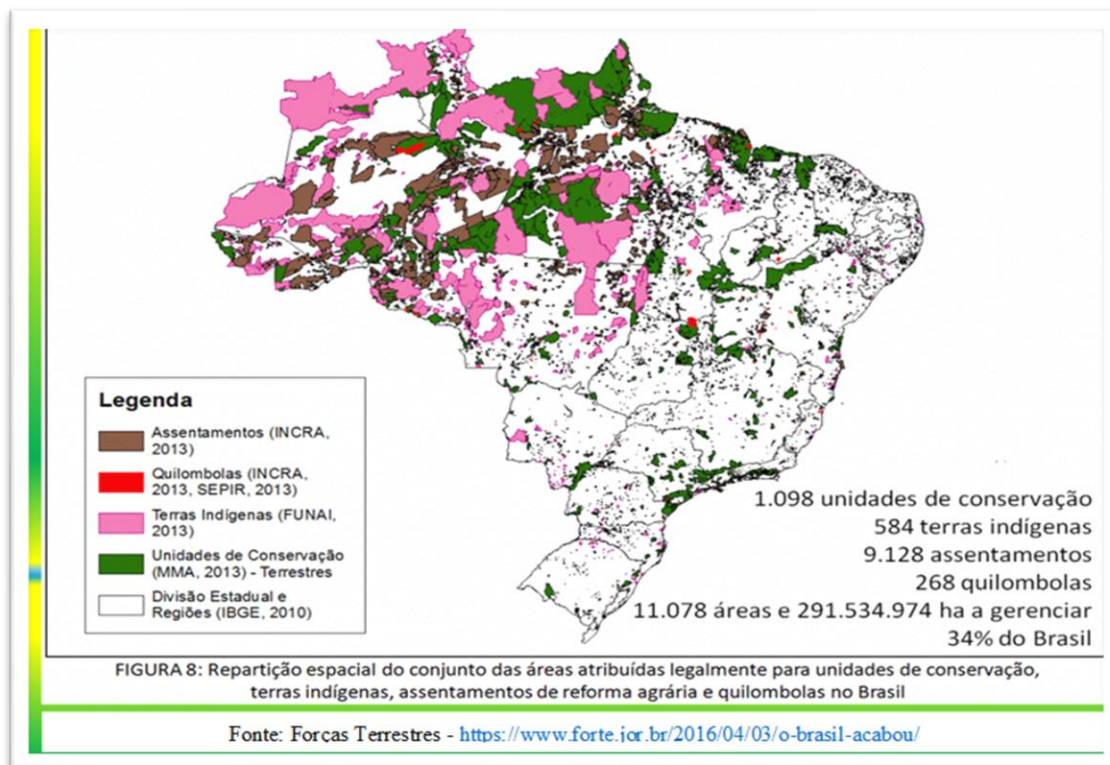 Legenda
Assentamentos (INCRA,
2013)
Quilombolas (INCRA,
2013, SEPIR, 2013)
Terras Indígenas (FUNAI,
2013)
Unidades de Conservação
(MMA, 2013) - Terrestres
Divisão Estadual e
Regiões (IBGE, 2010)
1.098 unidades de conservação
584 terras indígenas
9.128 assentamentos
268 quilombolas
11.078 áreas e 291.534.974 ha a gerenciar
34% do Brasil
FIGURA 8: Repartição espacial do conjunto das áreas atribuídas legalmente para unidades de conservação,
terras indígenas, assentamentos de reforma agrária e quilombolas no Brasil
Fonte: Forças Terrestres - https://www.forte.jor.br/2016/04/03/o-brasil-acabou/